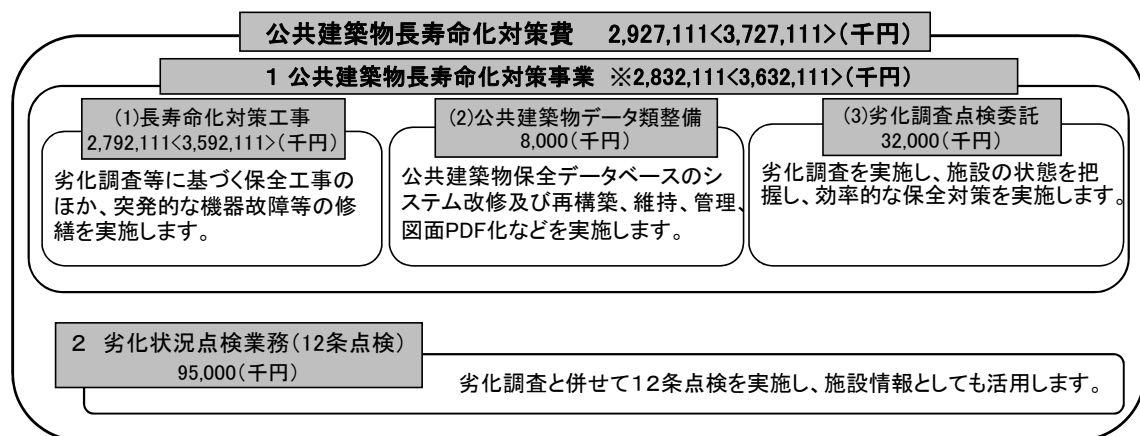 公共建築物長寿命化対策費 2,927,111<3,727,111>(千円)
1 公共建築物長寿命化対策事業 ※2,832,111<3,632,111>(千円)
(1)長寿命化対策工事
2,792,111<3,592,111>(千円)
劣化調査等に基づく保全工事の
ほか、突発的な機器故障等の修
繕を実施します。
(2)公共建築物データ類整備
8,000(千円)
公共建築物保全データベースのシ
ステム改修及び再構築、維持、管理、
図面PDF化などを実施します。
(3)劣化調査点検委託
32,000(千円)
劣化調査を実施し、施設の状態を把
握し、効率的な保全対策を実施します。
2 劣化状況点検業務(12条点検)
95,000(千円)
劣化調査と併せて12条点検を実施し、施設情報としても活用します。